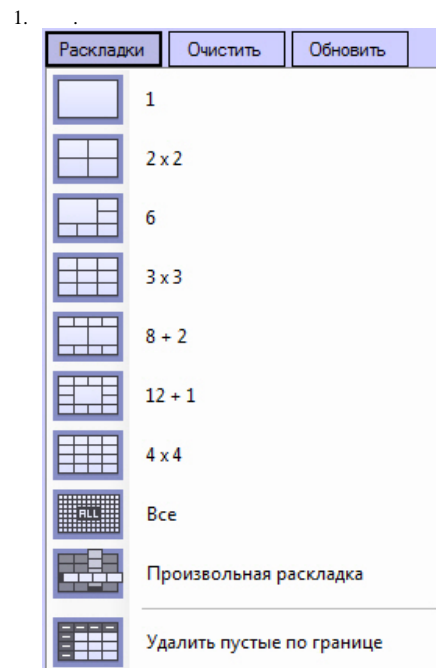 1. .
Раскладки Очистить Обновить
1
2 x 2
6
3 x 3
8 + 2
12 + 1
4 x 4
ALL Все
Произвольная раскладка
Удалить пустые по границе